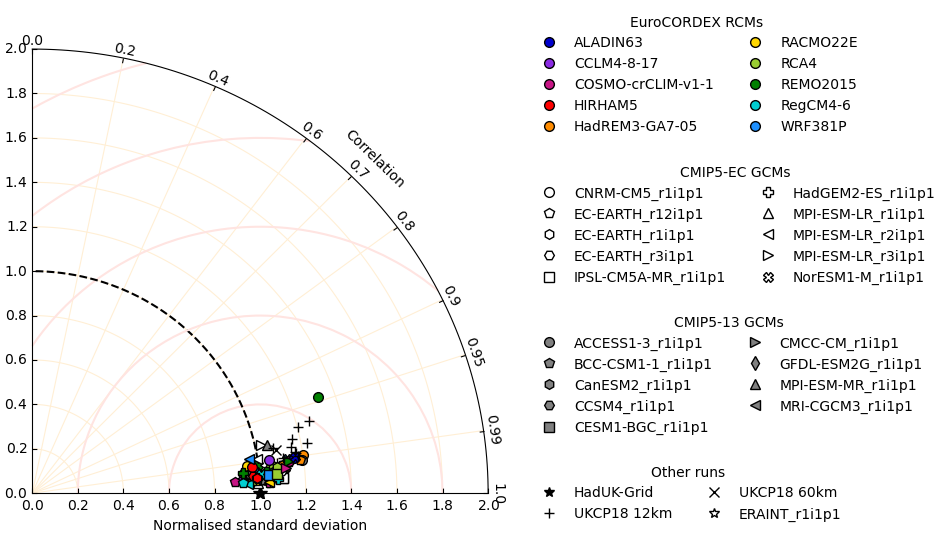 EuroCORDEX RCMs
ALADIN63 RACMO22E
CCLM4-8-17 RCA4
COSMO-crCLIM-v1-1 REMO2015
HIRHAM5 RegCM4-6
HadREM3-GA7-05 WRF381P
CMIP5-EC GCMs
CNRM-CM5_r1i1p1 HadGEM2-ES_r1i1p1
EC-EARTH_r12i1p1 MPI-ESM-LR_r1i1p1
EC-EARTH_r1i1p1 MPI-ESM-LR_r2i1p1
EC-EARTH_r3i1p1 MPI-ESM-LR_r3i1p1
IPSL-CM5A-MR_r1i1p1 NorESM1-M_r1i1p1
CMIP5-13 GCMs
ACCESS1-3_r1i1p1 CMCC-CM_r1i1p1
BCC-CSM1-1_r1i1p1 GFDL-ESM2G_r1i1p1
CanESM2_r1i1p1 MPI-ESM-MR_r1i1p1
CCSM4_r1i1p1 MRI-CGCM3_r1i1p1
CESM1-BGC_r1i1p1
Other runs
HadUK-Grid UKCP18 60km
UKCP18 12km ERAINT_r1i1p1
0.0
0.2
0.4
0.6
0.7
0.8
0.9
0.95
0.99
1.0
Correlation
2.0
1.8
1.6
1.4
1.2
1.0
0.8
0.6
0.4
0.2
0.0
0.0 0.2 0.4 0.6 0.8 1.0 1.2 1.4 1.6 1.8 2.0
Normalised standard deviation